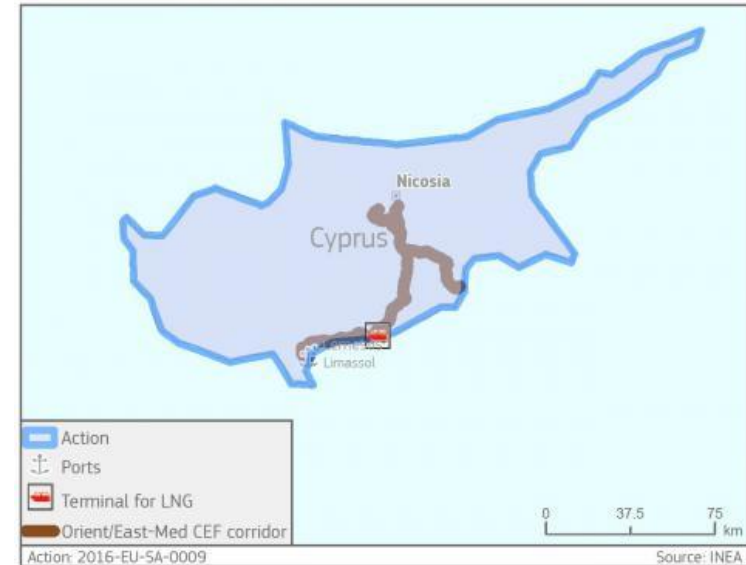 Nicosia
Cyprus
Limassol
Action
Ports
Terminal for LNG
Orient/East-Med CEF corridor
0 37.5 75
km
Action: 2016-EU-SA-0009 Source: INEA